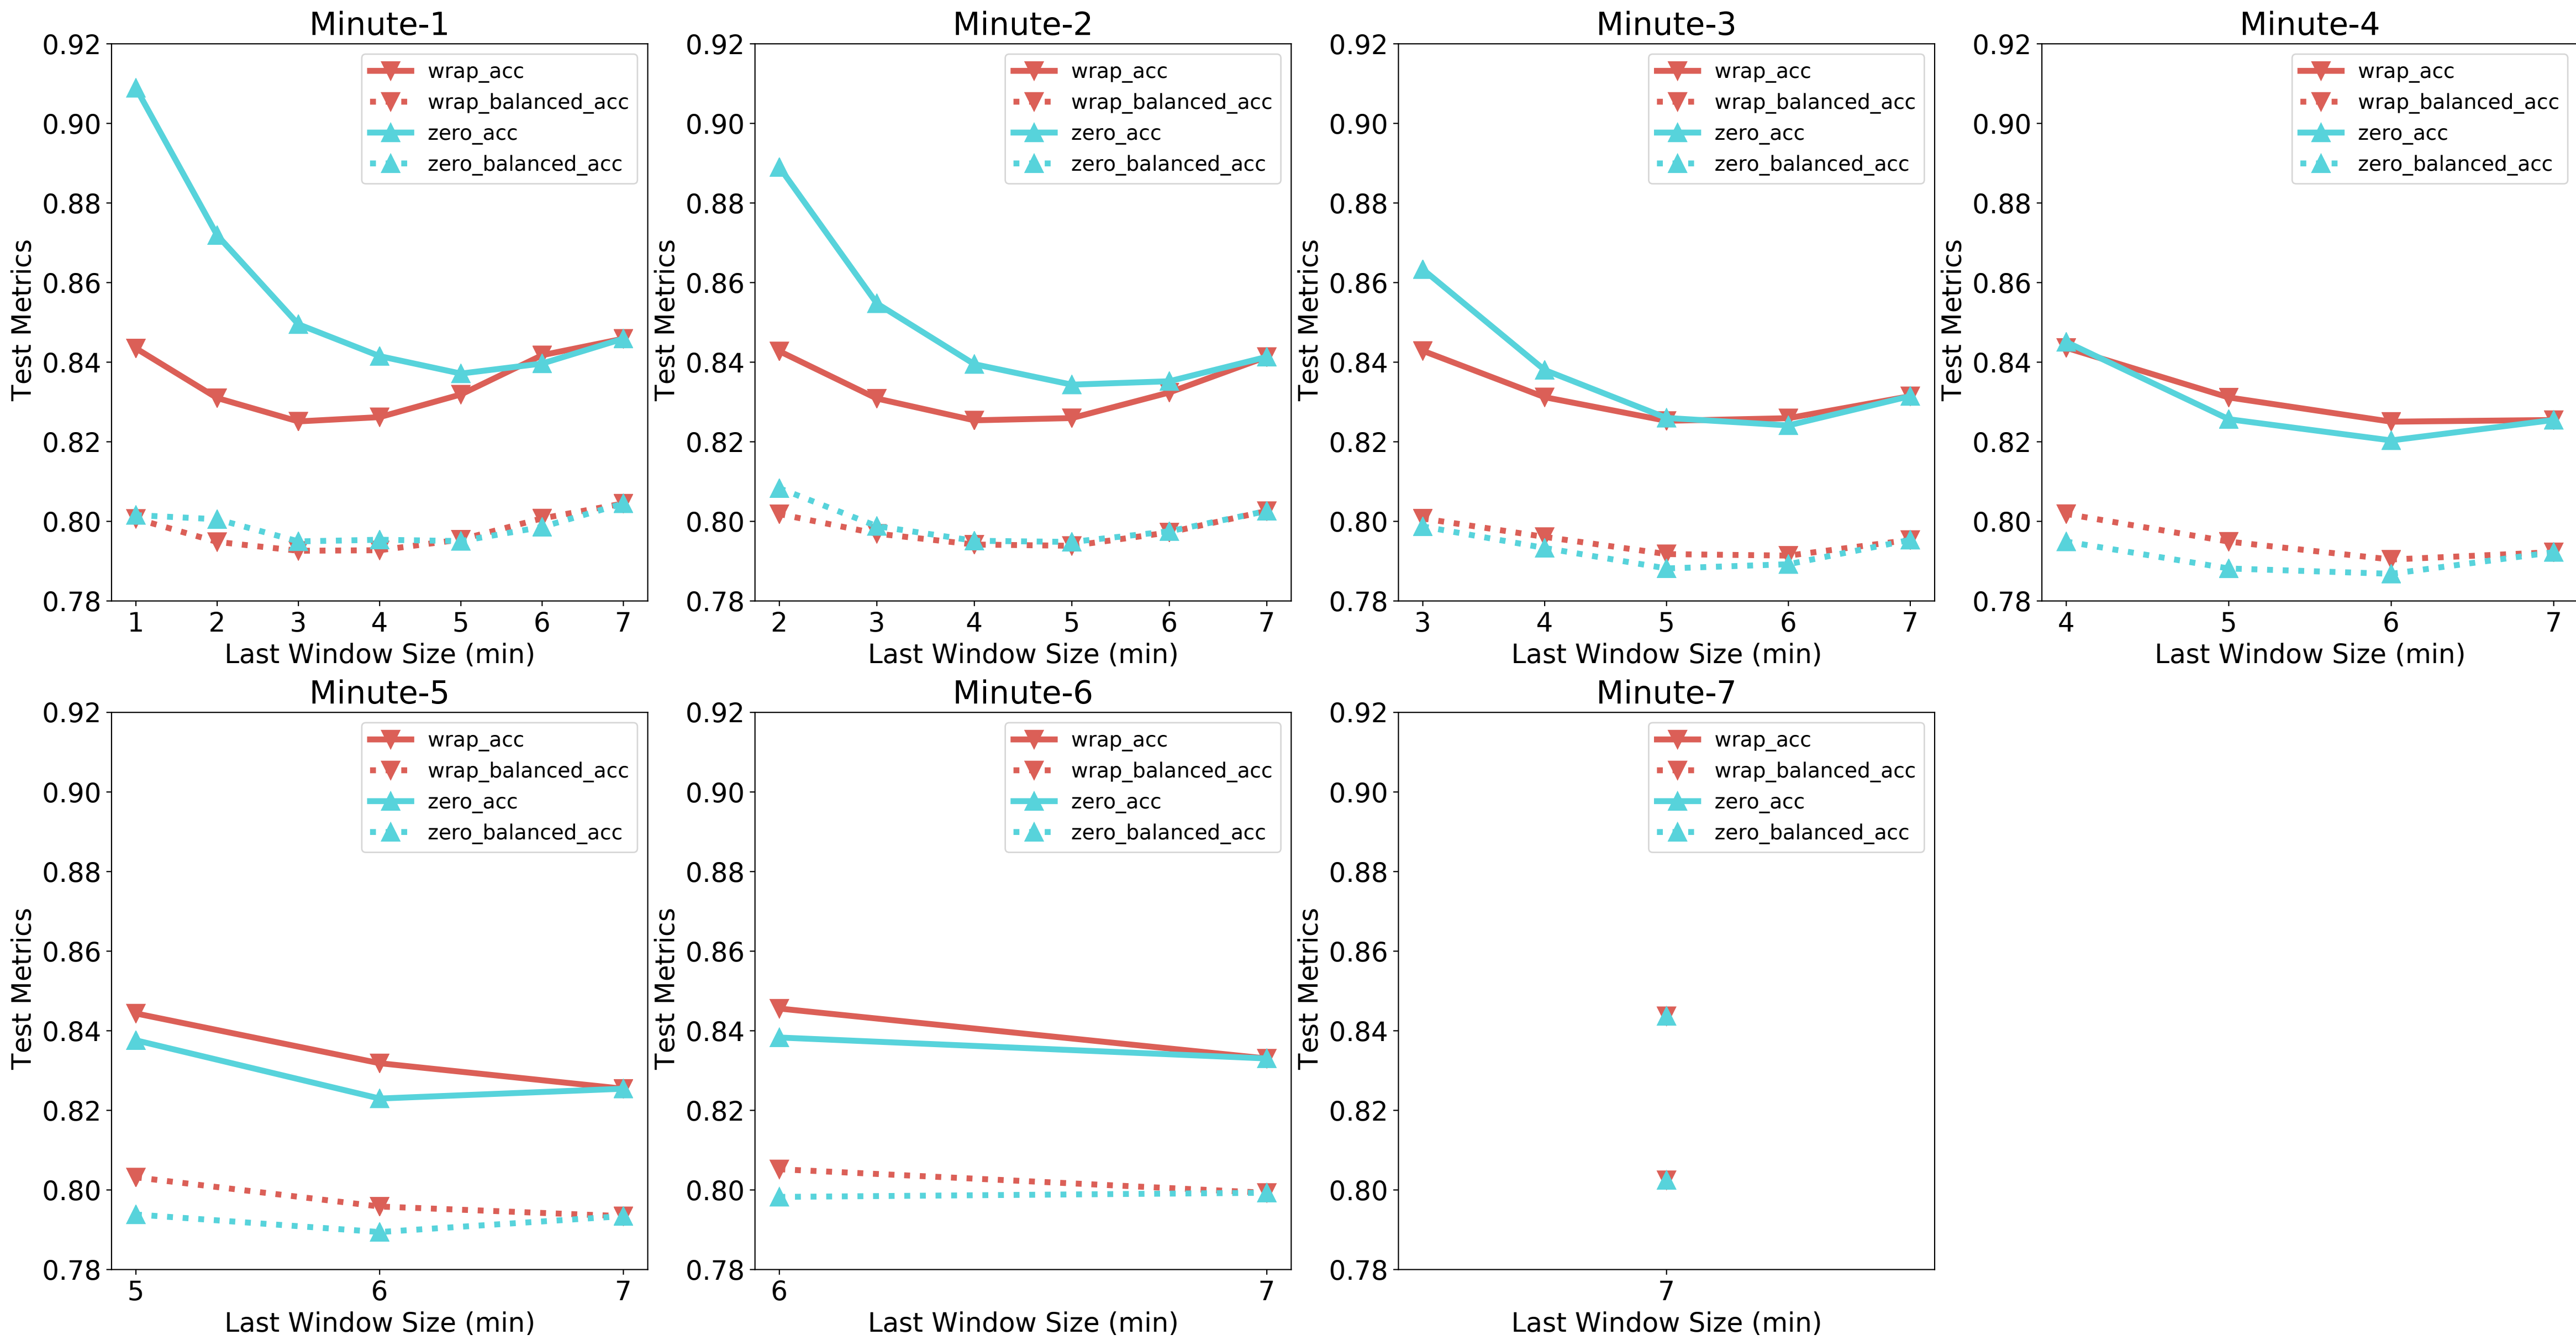 Minute-1
Test Metrics
0.92
0.90
0.88
0.86
0.84
0.82
0.80
0.78
wrap_acc
wrap_balanced_acc
zero_acc
zero_balanced_acc
1 2 3 4 5 6 7
Last Window Size (min)
Minute-2
Test Metrics
0.92
0.90
0.88
0.86
0.84
0.82
0.80
0.78
wrap_acc
wrap_balanced_acc
zero_acc
zero_balanced_acc
2 3 4 5 6 7
Last Window Size (min)
Minute-3
Test Metrics
0.92
0.90
0.88
0.86
0.84
0.82
0.80
0.78
wrap_acc
wrap_balanced_acc
zero_acc
zero_balanced_acc
3 4 5 6 7
Last Window Size (min)
Minute-4
Test Metrics
0.92
0.90
0.88
0.86
0.84
0.82
0.80
0.78
wrap_acc
wrap_balanced_acc
zero_acc
zero_balanced_acc
4 5 6 7
Last Window Size (min)
Minute-5
Test Metrics
0.92
0.90
0.88
0.86
0.84
0.82
0.80
0.78
wrap_acc
wrap_balanced_acc
zero_acc
zero_balanced_acc
5 6 7
Last Window Size (min)
Minute-6
Test Metrics
0.92
0.90
0.88
0.86
0.84
0.82
0.80
0.78
wrap_acc
wrap_balanced_acc
zero_acc
zero_balanced_acc
6 7
Last Window Size (min)
Minute-7
Test Metrics
0.92
0.90
0.88
0.86
0.84
0.82
0.80
0.78
wrap_acc
wrap_balanced_acc
zero_acc
zero_balanced_acc
7
Last Window Size (min)